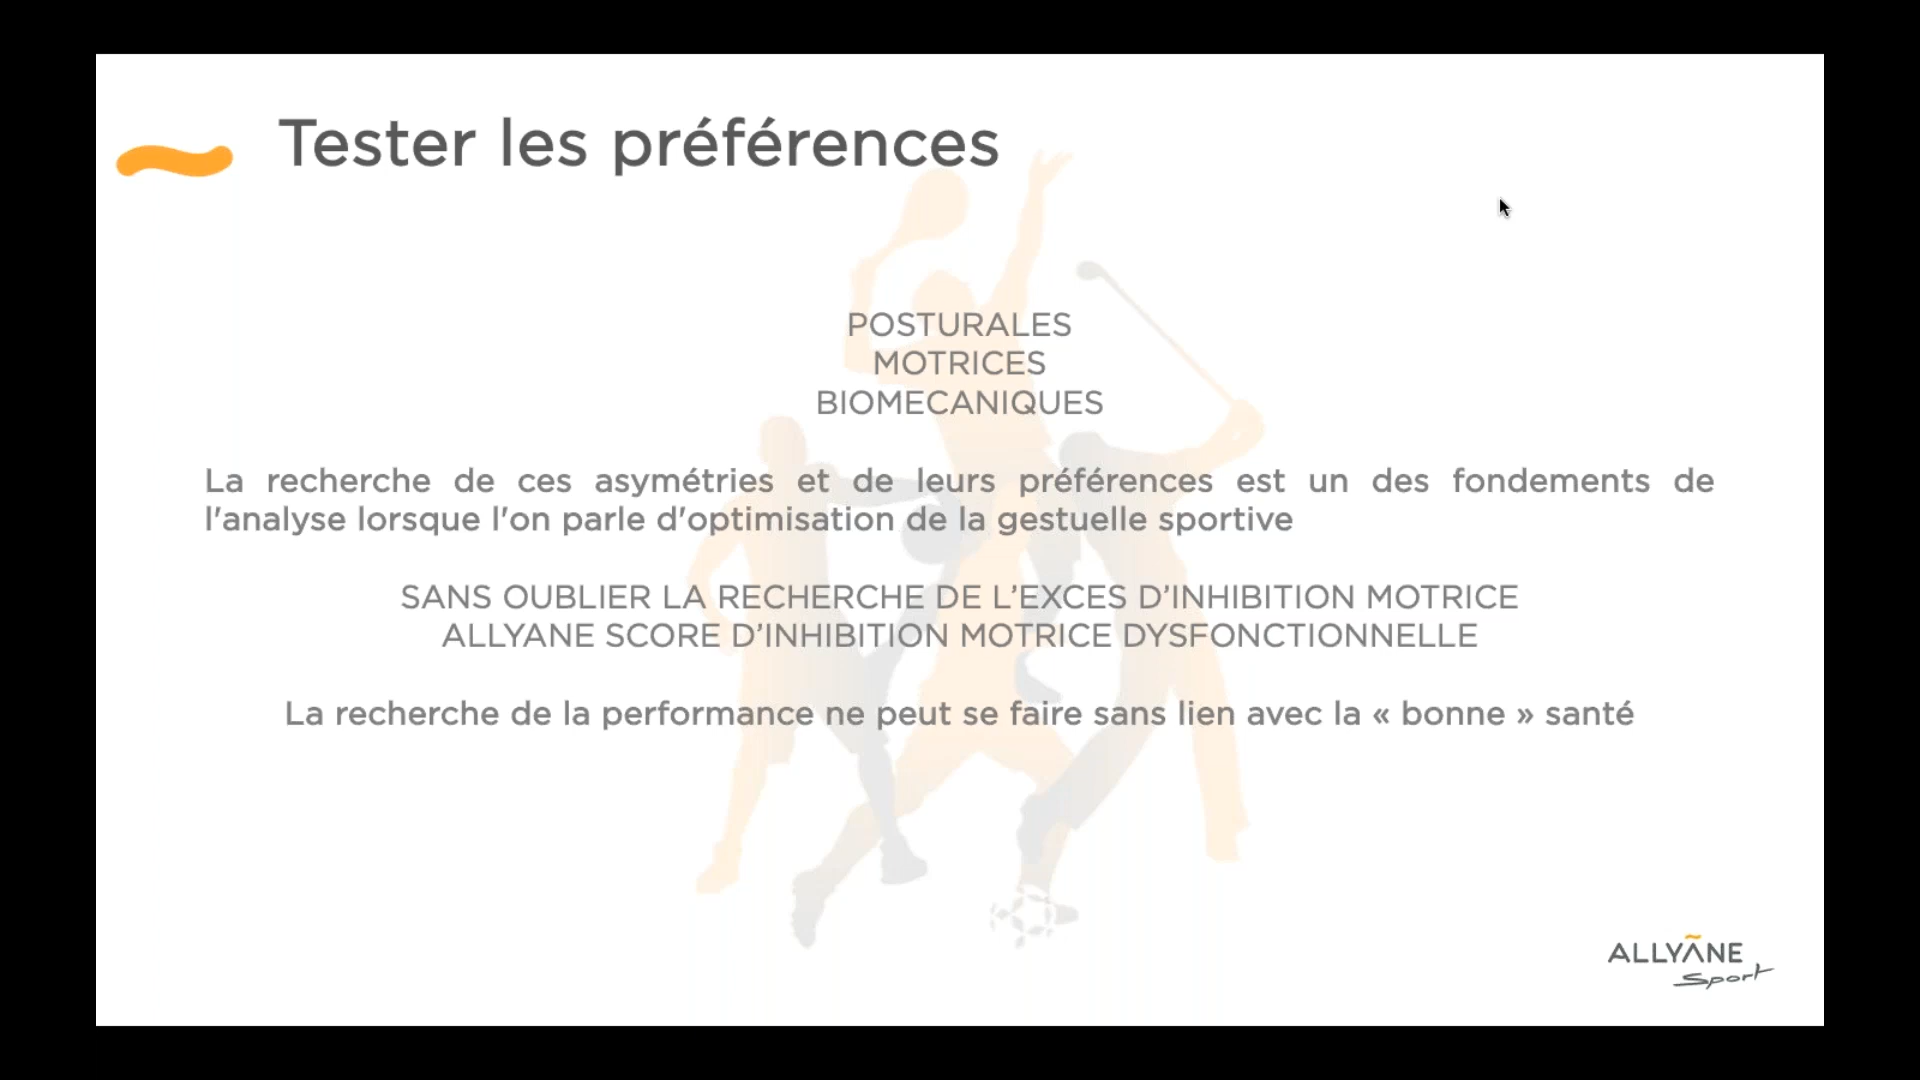 Tester les préférences
POSTURALES
MOTRICES
BIOMECANIQUES
La recherche de ces asymétries et de leurs préférences est un des fondements de
l'analyse lorsque l'on parle d'optimisation de la gestuelle sportive
SANS OUBLIER LA RECHERCHE DE L’EXCES D’INHIBITION MOTRICE
ALLYANE SCORE D’INHIBITION MOTRICE DYSFONCTIONNELLE
La recherche de la performance ne peut se faire sans lien avec la « bonne » santé
ALLYANE
Sport